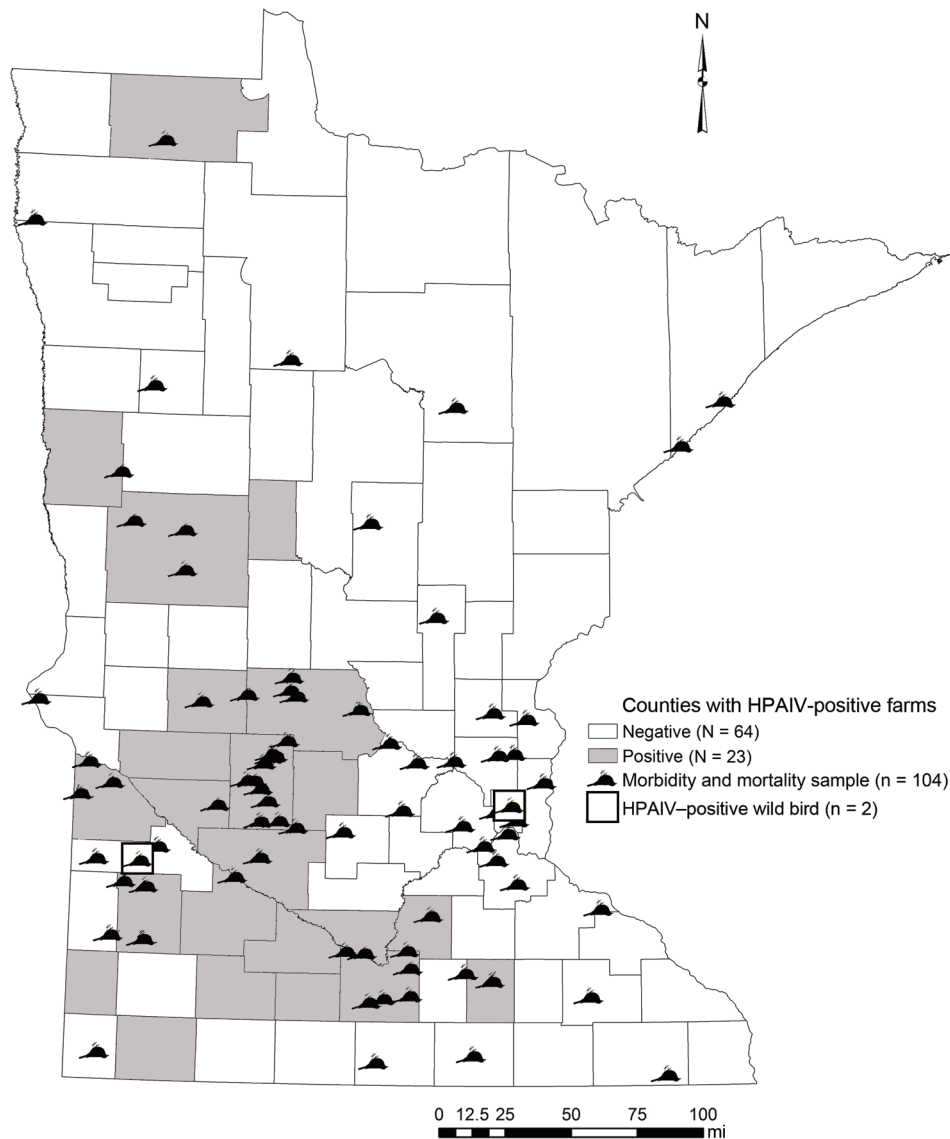 N
Counties with HPAIV-positive farms
Negative (N = 64)
Positive (N = 23)
Morbidity and mortality sample (n = 104)
HPAIV–positive wild bird (n = 2)
0 12.5 25 50 75 100
mi